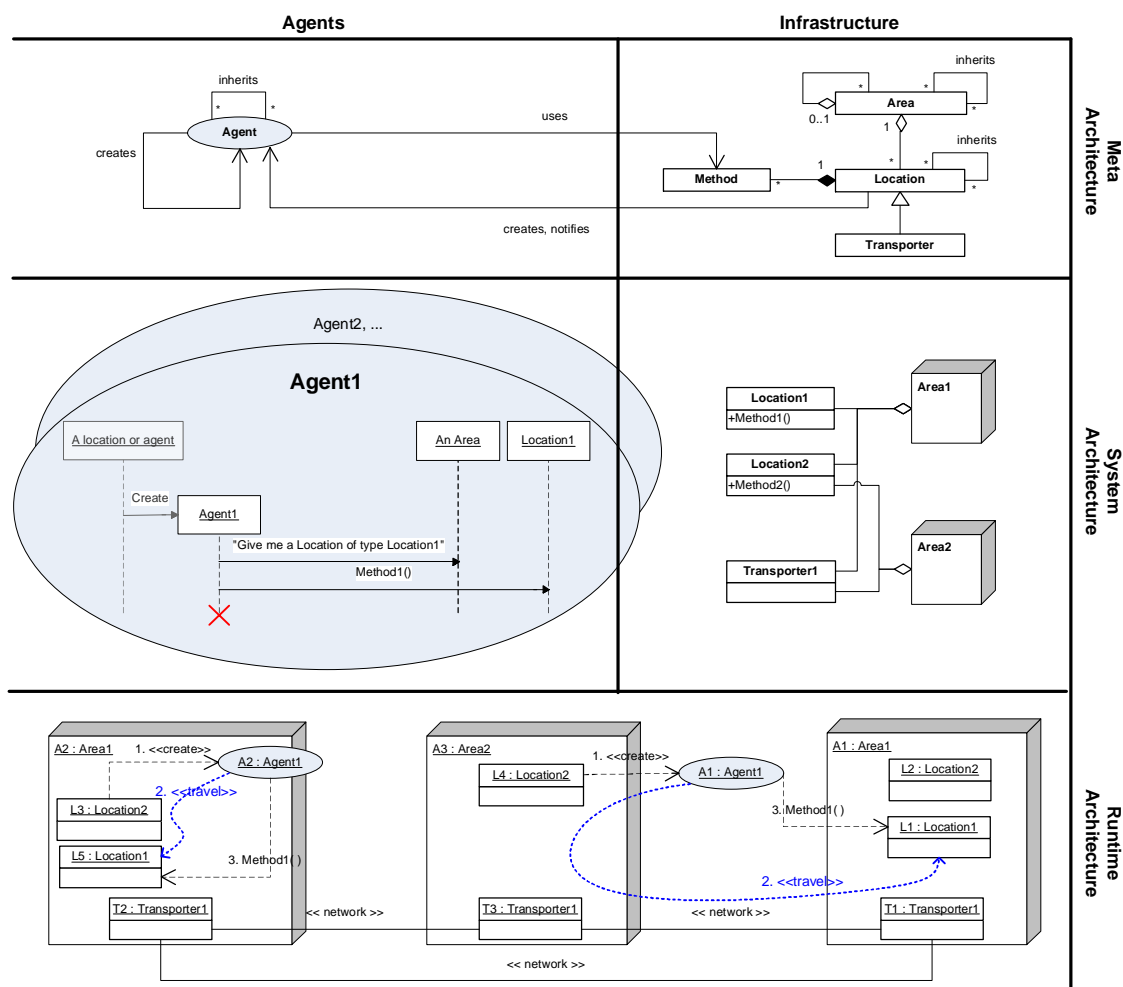 Agents
Infrastructure
inherits
*
*
Agent
creates
uses
creates, notifies
inherits
*
*
*
Area
0..1
1
inherits
*
*
*
1
Method
*
Location
Transporter
Meta
Architecture
Agent2, ...
Agent1
A location or agent
An Area
Location1
Create
Agent1
"Give me a Location of type Location1"
Method1()
Location1
+Method1()
Location2
+Method2()
Transporter1
Area1
Area2
System
Architecture
A2 : Area1
1. <<create>>
A2 : Agent1
2. <<travel>>
L3 : Location2
L5 : Location1
3. Method1( )
T2 : Transporter1
<< network >>
A3 : Area2
L4 : Location2
1. <<create>>
A1 : Agent1
3. Method1( )
2. <<travel>>
T3 : Transporter1
<< network >>
A1 : Area1
L2 : Location2
L1 : Location1
T1 : Transporter1
<< network >>
Runtime
Architecture